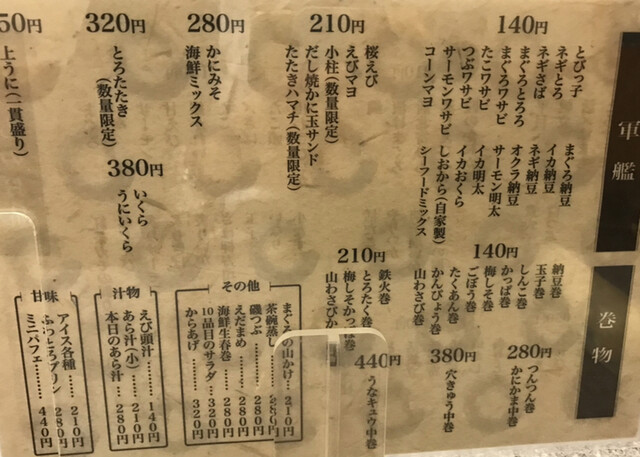 軍艦
140円
とびっ子
ネギとろ
ネギさば
まぐろとろろ
まぐろワサビ
たこワサビ
つぶワサビ
サーモンワサビ
コーンマヨ
まぐろ納豆
イカ納豆
ネギ納豆
オクラ納豆
サーモン明太
イカ明太
イカおくら
しおから(自家製)
シーフードミックス
210円
桜えび
えびマヨ
小柱(数量限定)
だし焼かに玉サンド
たたきハマチ(数量限定)
280円
かにみそ
海鮮ミックス
320円
とろたたき
(数量限定)
380円
いくら
うにいくら
50円
上うに(一貫盛り)
巻物
140円
納豆巻
玉子巻
しんこ巻
かっぱ巻
梅しそ巻
ごぼう巻
たくあん巻
かんぴょう巻
山わさび巻
210円
鉄火巻
とろたく巻
梅しそかっぱ巻
山わさびか
280円
つんつん巻
かにかま中巻
380円
穴きゅう中巻
440円
うなキュウ中巻
その他
まぐろの山かけ…210円
茶碗蒸し……280円
磯つぶ………280円
えだまめ………280円
海鮮生春巻……280円
10品目のサラダ…320円
からあげ………320円
汁物
えび頭汁……140円
あら汁(小)……210円
本日のあら汁……280円
甘味
アイス各種……210円
プリン……280円
ミニパフェ……440円